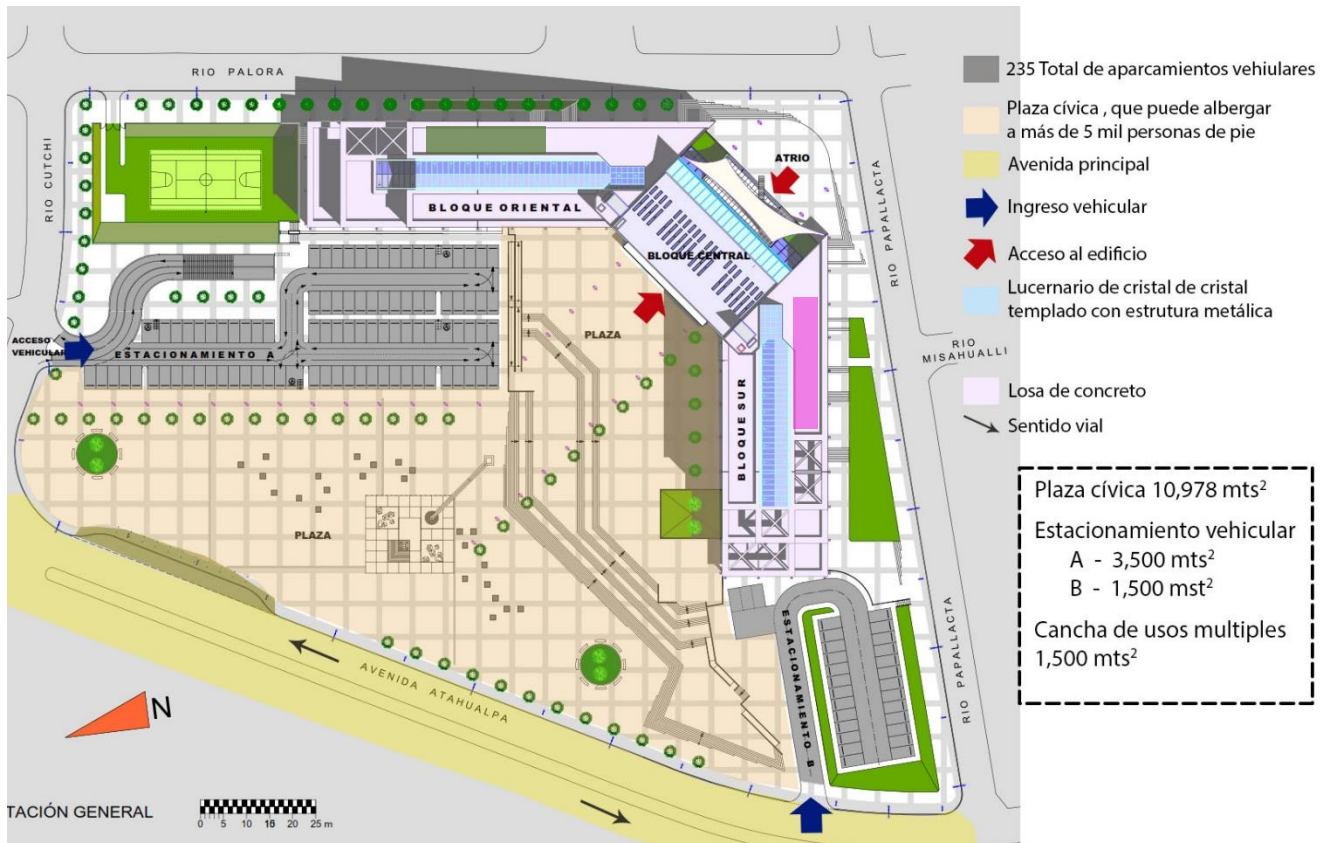 RIO PALORA
RIO CUTCHI
ATRIO
BLOQUE ORIENTAL
BLOQUE CENTRAL
RIO PAPALLACTA
RIO
MISAHUALLI
PLAZA
ACCESO
VEHICULAR
ESTACIONAMIENTO A
BLOQUE SUR
PLAZA
ESTACIONAMIENTO B
RIO PAPALLACTA
AVENIDA ATAHUALPA
N
TACIÓN GENERAL
0 5 10 15 20 25 m
235 Total de aparcamientos vehiulares
Plaza cívica , que puede albergar
a más de 5 mil personas de pie
Avenida principal
Ingreso vehicular
Acceso al edificio
Lucernario de cristal de cristal
templado con estrutura metálica
Losa de concreto
Sentido vial
Plaza cívica 10,978 mts²
Estacionamiento vehicular
A - 3,500 mts²
B - 1,500 mst²
Cancha de usos multiples
1,500 mts²